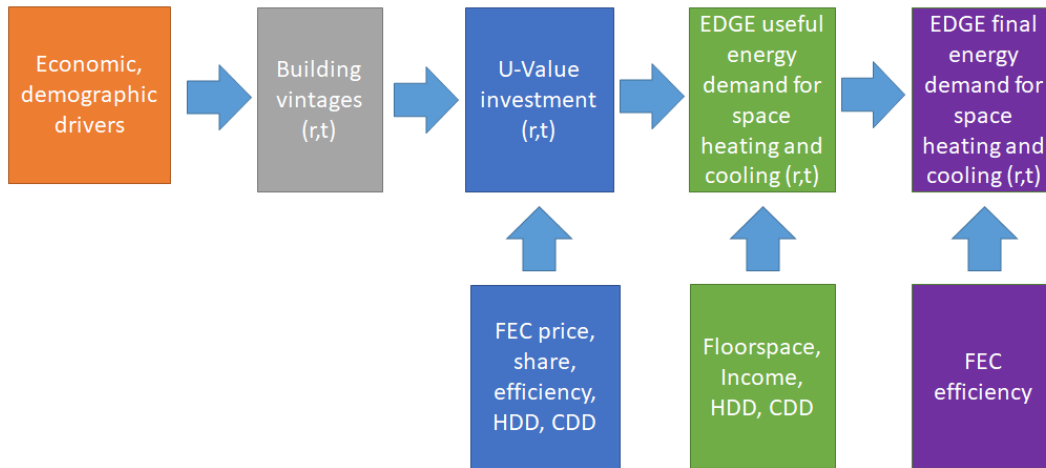 Economic,
demographic
drivers
Building
vintages
(r,t)
U-Value
investment
(r,t)
EDGE useful
energy
demand for
space
heating and
cooling (r,t)
EDGE final
energy
demand for
space
heating and
cooling (r,t)
FEC price,
share,
efficiency,
HDD, CDD
Floorspace,
Income,
HDD, CDD
FEC
efficiency